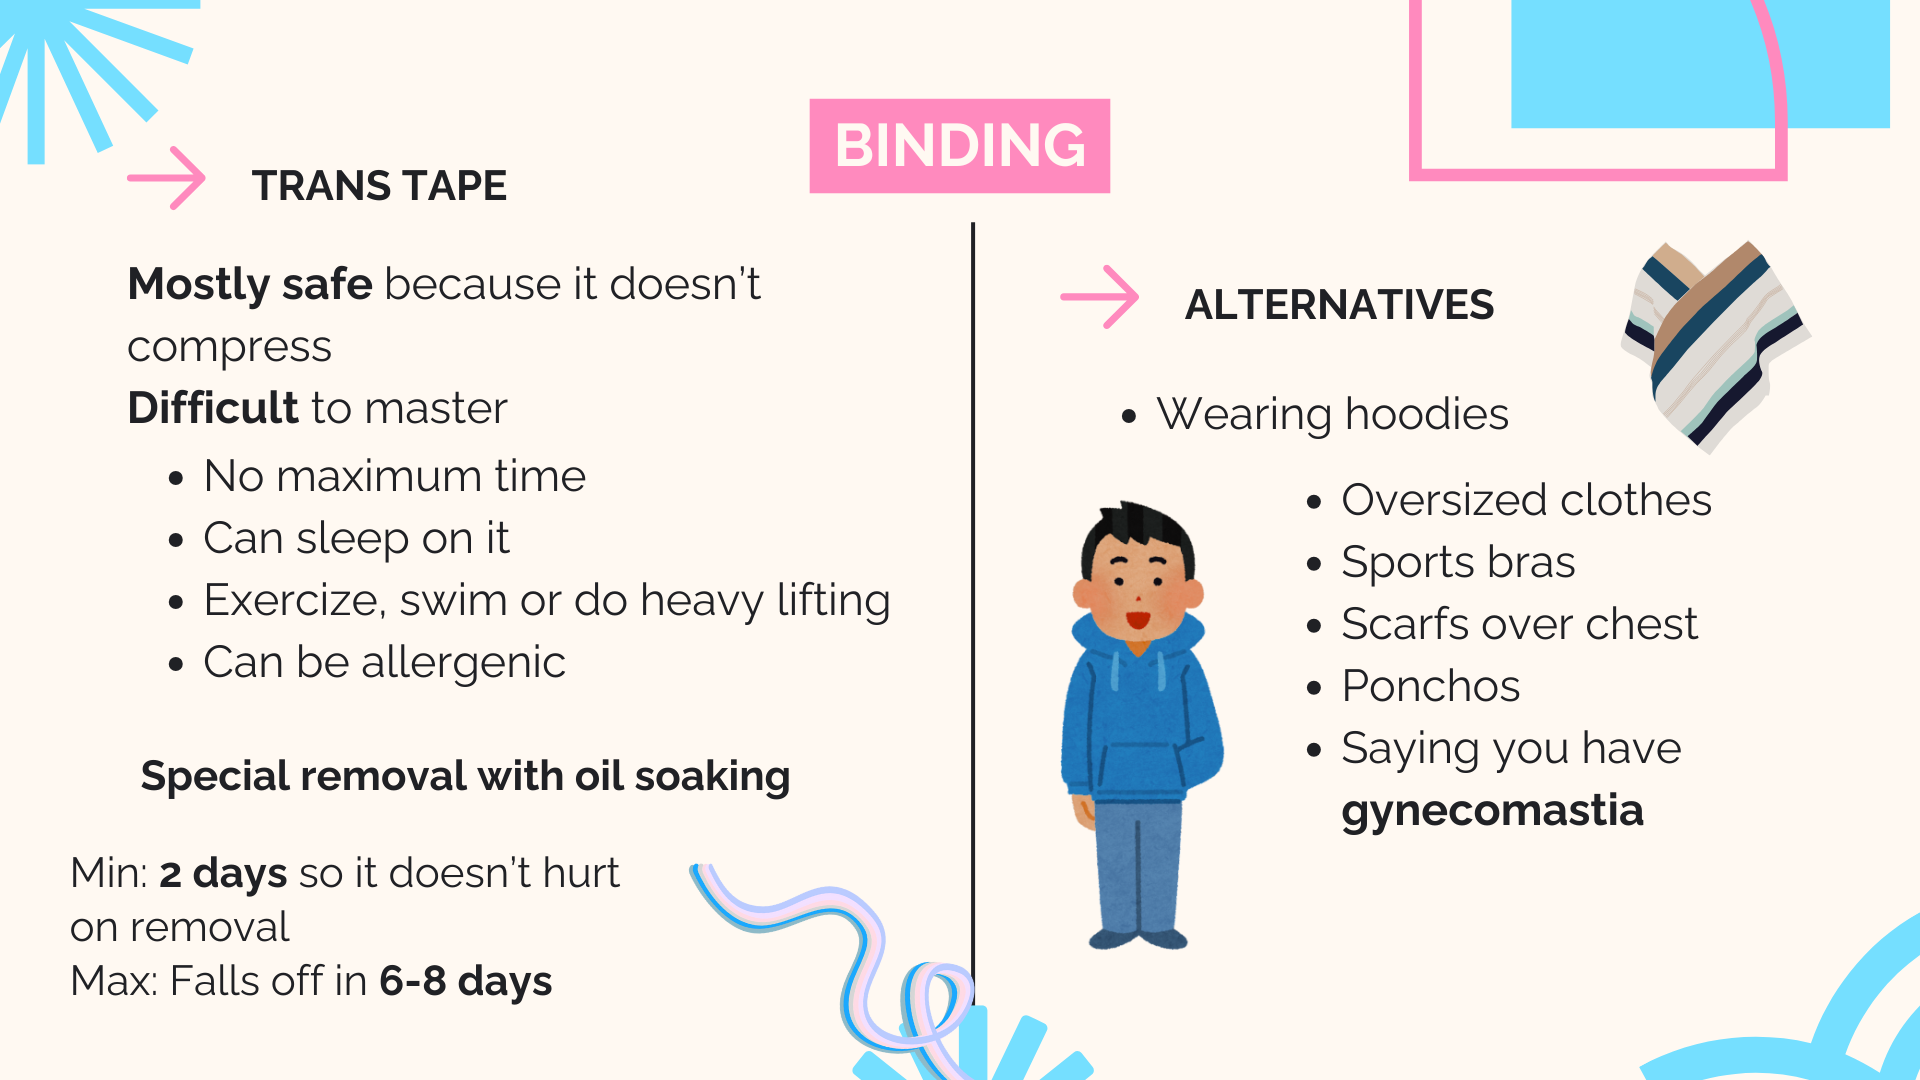 BINDING
TRANS TAPE
Mostly safe because it doesn’t
compress
Difficult to master
• No maximum time
• Can sleep on it
• Exercize, swim or do heavy lifting
• Can be allergenic
Special removal with oil soaking
Min: 2 days so it doesn’t hurt
on removal
Max: Falls off in 6-8 days
ALTERNATIVES
• Wearing hoodies
• Oversized clothes
• Sports bras
• Scarfs over chest
• Ponchos
• Saying you have
gynecomastia